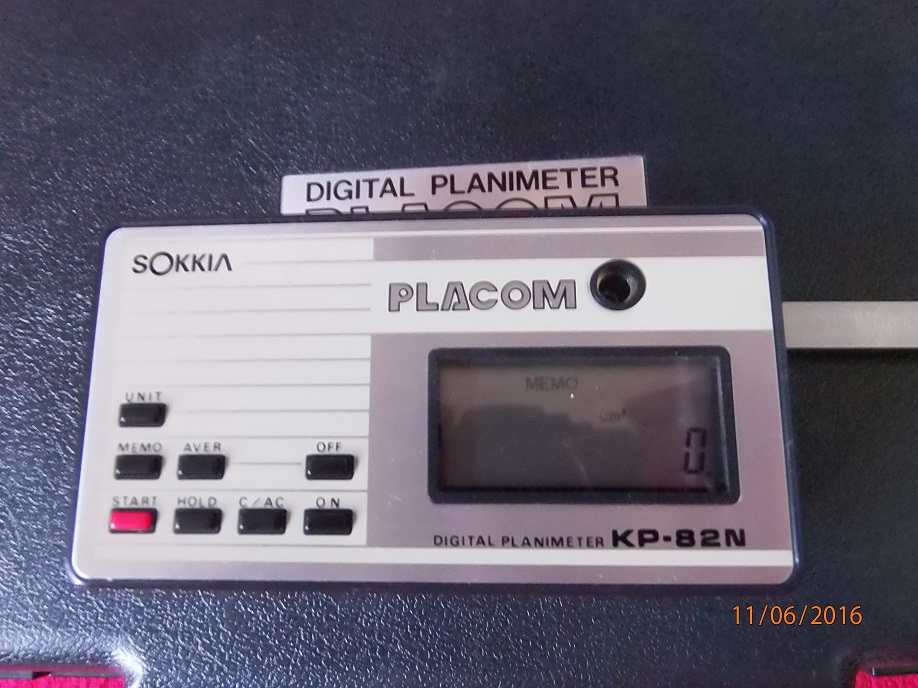 DIGITAL PLANIMETER
PLACOM
SOKKIA
PLACOM
UNIT
MEMO AVER OFF
START HOLD C/AC ON
MEMO
cm²
0
DIGITAL PLANIMETER KP-82N
11/06/2016